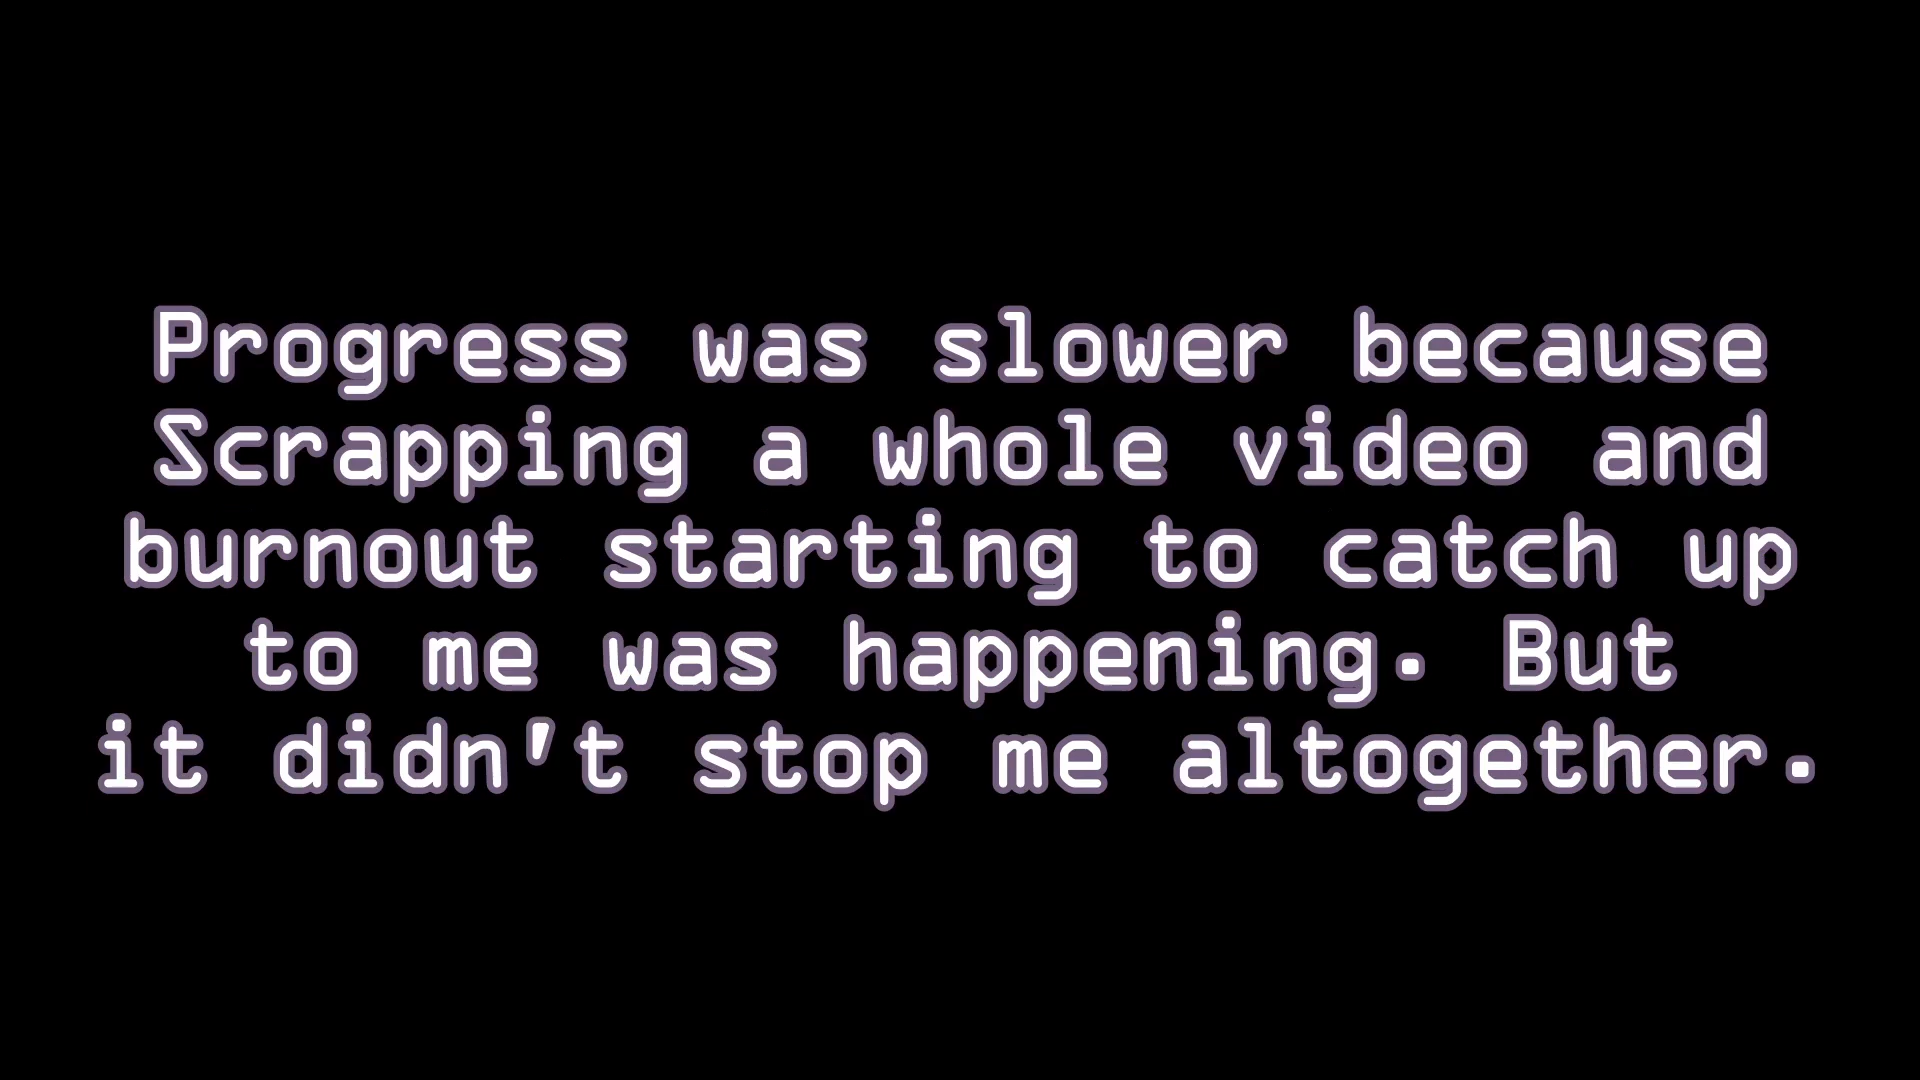 Progress was slower because
Scrapping a whole video and
burnout starting to catch up
to me was happening. But
it didn't stop me altogether.